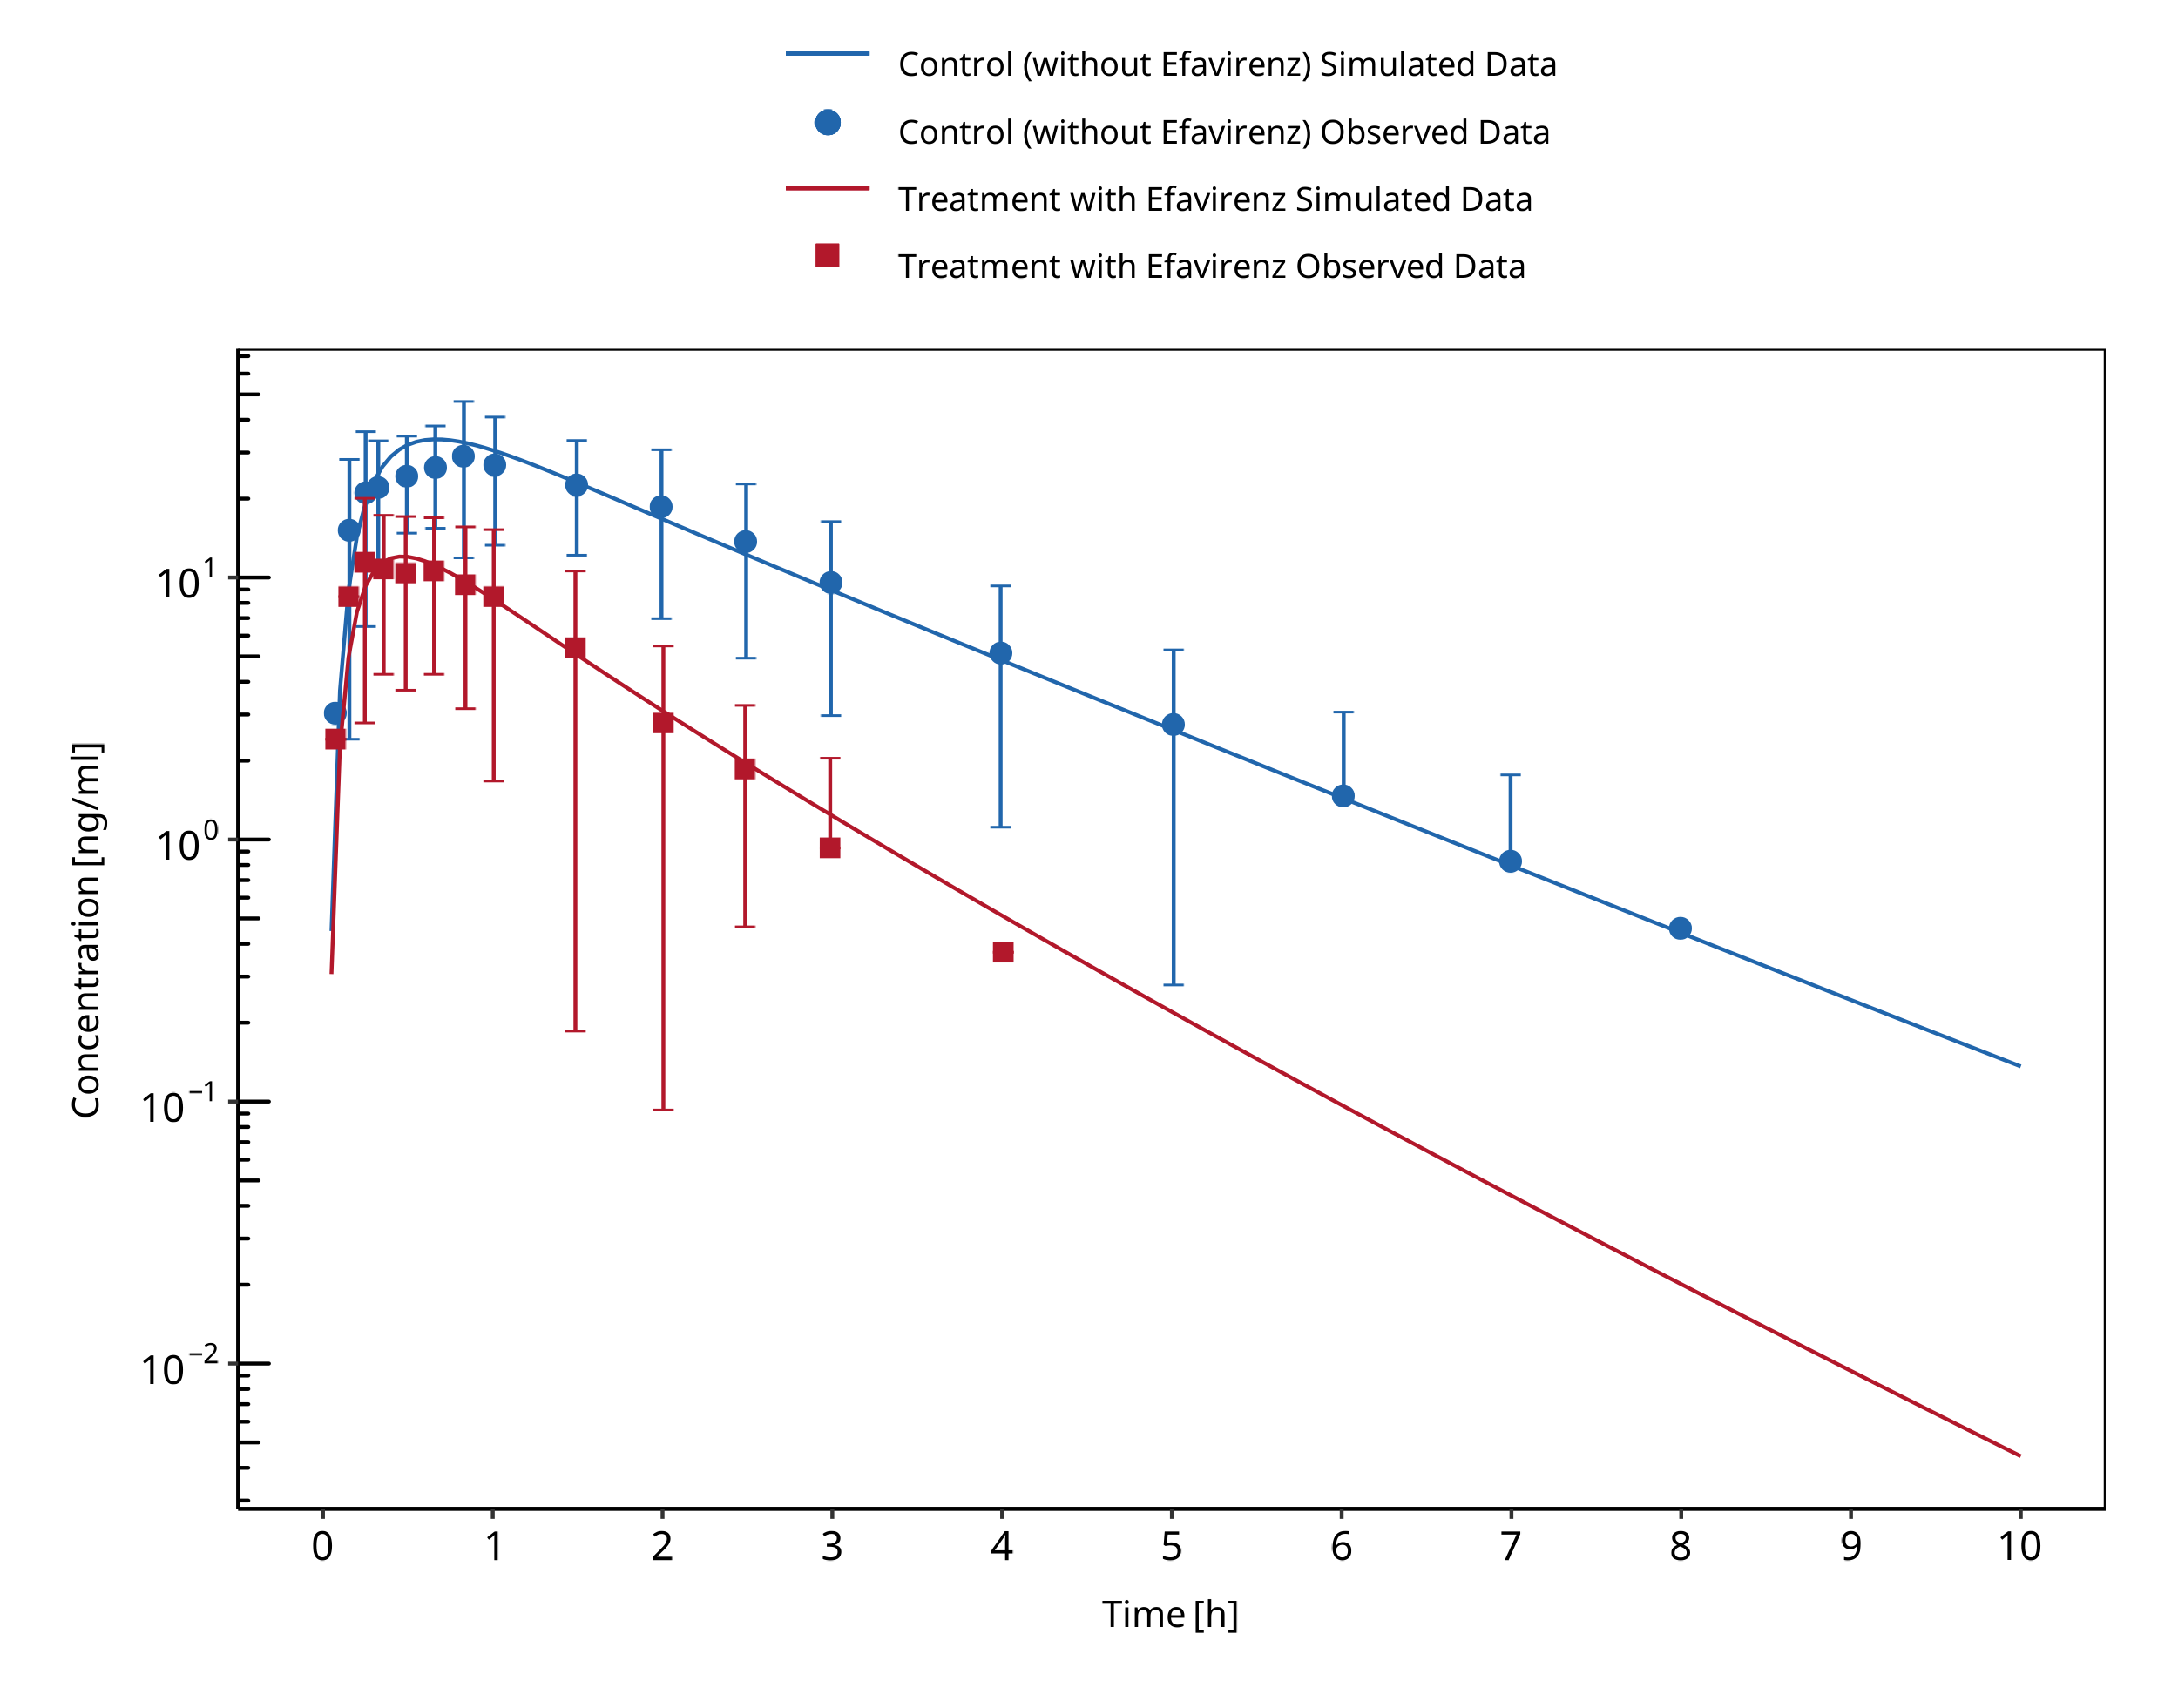 Control (without Efavirenz) Simulated Data
Control (without Efavirenz) Observed Data
Treatment with Efavirenz Simulated Data
Treatment with Efavirenz Observed Data
Concentration [ng/ml]
10^1
10^0
10^−1
10^−2
0 1 2 3 4 5 6 7 8 9 10
Time [h]